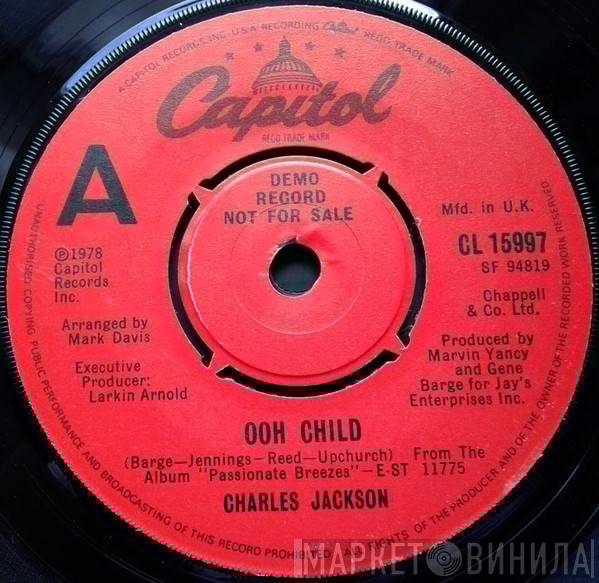 A CAPITOL RECORDS INC. U.S.A. RECORDING
REGD. TRADE MARK
Capitol
REGD TRADE MARK
A
DEMO
RECORD
NOT FOR SALE
Mfd. in U.K.
CL 15997
SF 94819
℗1978
Capitol
Records
Inc.
Chappell
& Co. Ltd.
Arranged by
Mark Davis
Executive
Producer:
Larkin Arnold
Produced by
Marvin Yancy
and Gene
Barge for Jay's
Enterprises Inc.
OOH CHILD
(Barge—Jennings—Reed—Upchurch) From The
Album "Passionate Breezes"—E-ST 11775
CHARLES JACKSON
UNAUTHORISED COPYING PUBLIC PERFORMANCE AND BROADCASTING OF THIS RECORD PROHIBITED ALL RIGHTS OF THE PRODUCER AND OF THE OWNER OF THE RECORDED WORK RESERVED
МАРКЕТ ВИНИЛА